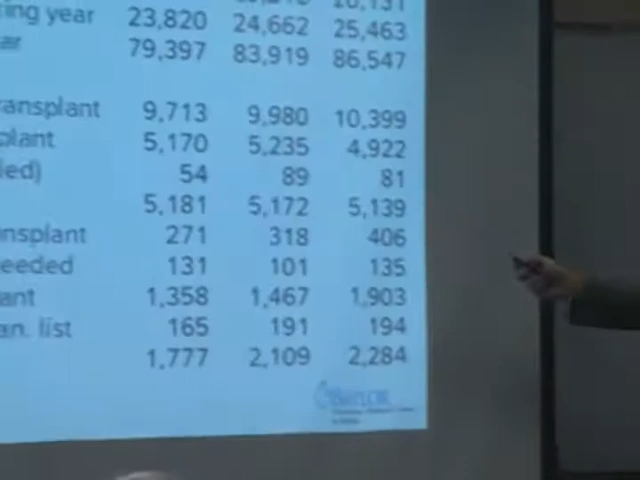 ing year 23,820 24,662 25,463
ar 79,397 83,919 86,547
ransplant 9,713 9,980 10,399
plant 5,170 5,235 4,922
led) 54 89 81
5,181 5,172 5,139
nsplant 271 318 406
eeded 131 101 135
ant 1,358 1,467 1,903
an. list 165 191 194
1,777 2,109 2,284
BAYLOR